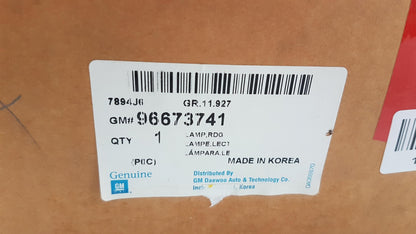 7894J6 GR.11.927
GM# 96673741
QTY 1 LAMP,RDG
LAMPE,LECT
LÁMPARA,LE
(PIIC) MADE IN KOREA
Genuine Distributed By
GM Daewoo Auto & Technology Co.
GM Korea